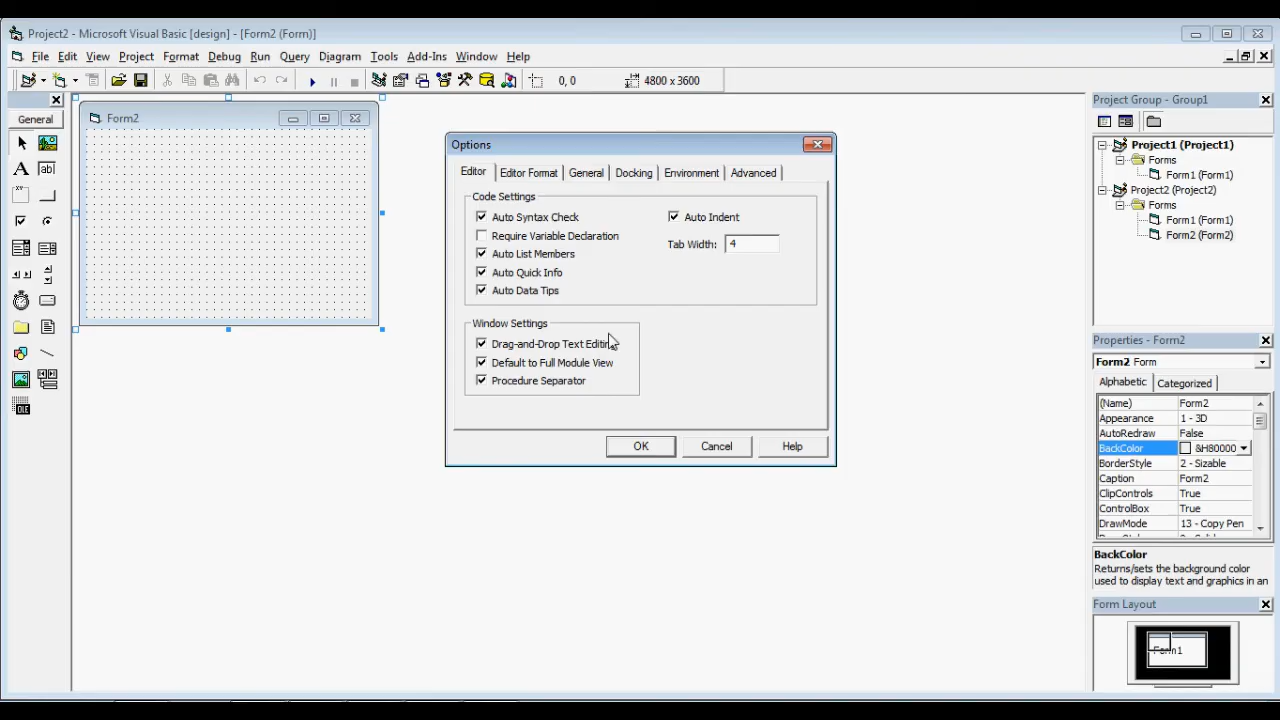 Project2 - Microsoft Visual Basic [design] - [Form2 (Form)]
File Edit View Project Format Debug Run Query Diagram Tools Add-Ins Window Help
0, 0 4800 x 3600
General
Form2
Options
Editor Editor Format General Docking Environment Advanced
Code Settings
Auto Syntax Check Auto Indent
Require Variable Declaration
Tab Width: 4
Auto List Members
Auto Quick Info
Auto Data Tips
Window Settings
Drag-and-Drop Text Editing
Default to Full Module View
Procedure Separator
OK Cancel Help
Project Group - Group1
Project1 (Project1)
Forms
Form1 (Form1)
Project2 (Project2)
Forms
Form1 (Form1)
Form2 (Form2)
Properties - Form2
Form2 Form
Alphabetic Categorized
(Name) Form2
Appearance 1 - 3D
AutoRedraw False
BackColor &H80000
BorderStyle 2 - Sizable
Caption Form2
ClipControls True
ControlBox True
DrawMode 13 - Copy Pen
BackColor
Returns/sets the background color
used to display text and graphics in an
Form Layout
Form1